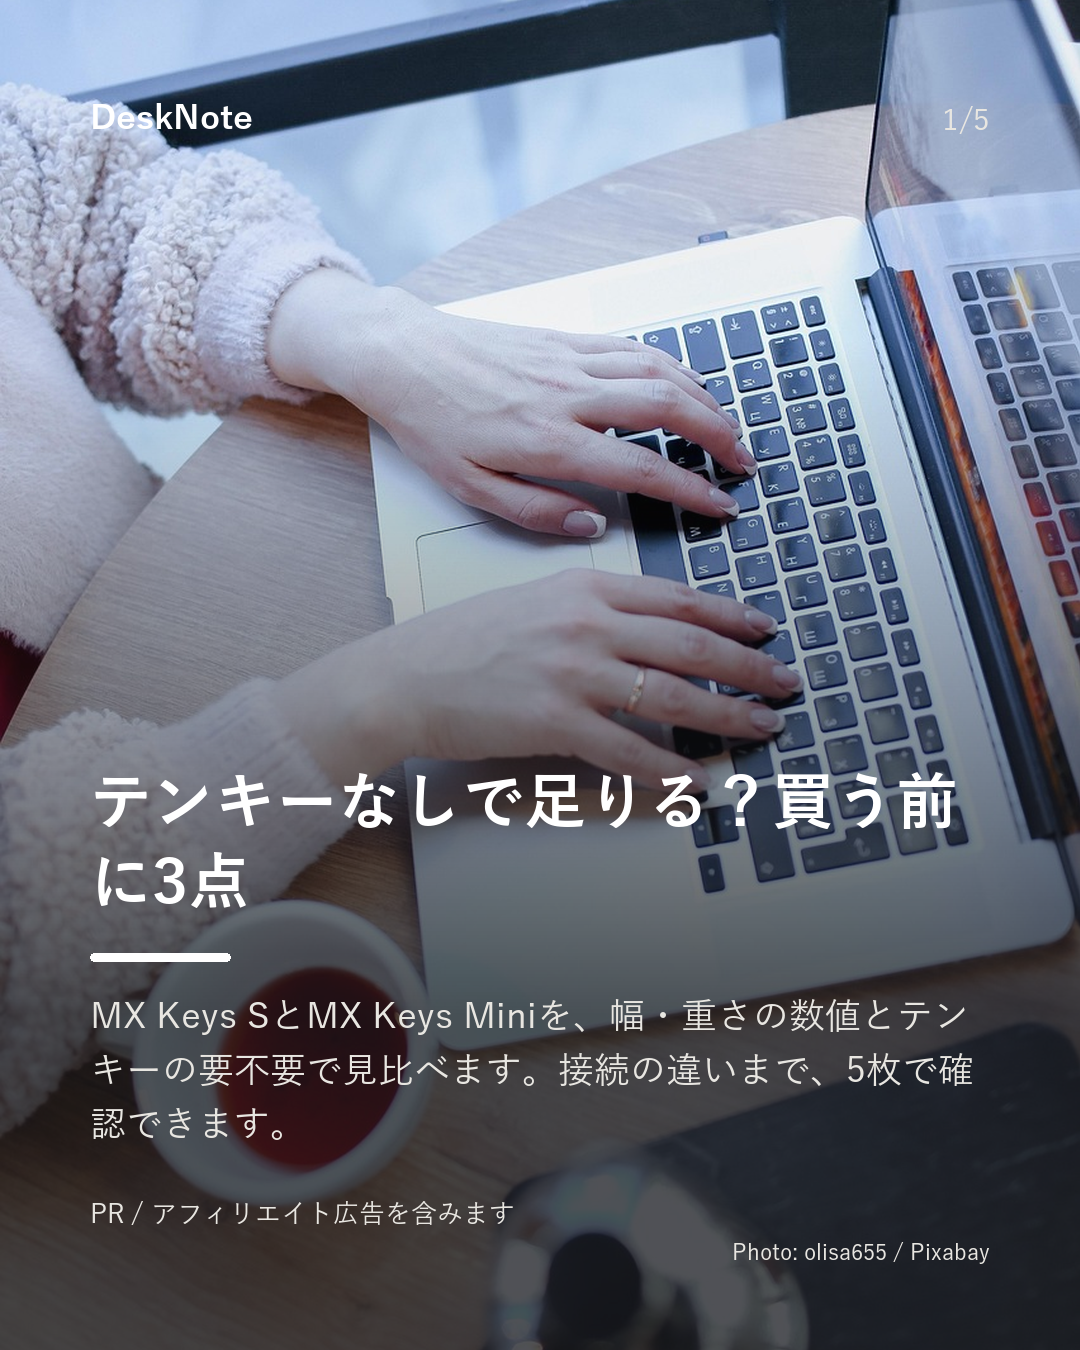 DeskNote
1/5
テンキーなしで足りる？買う前
に3点
MX Keys SとMX Keys Miniを、幅・重さの数値とテン
キーの要不要で見比べます。接続の違いまで、5枚で確
認できます。
PR / アフィリエイト広告を含みます
Photo: olisa655 / Pixabay